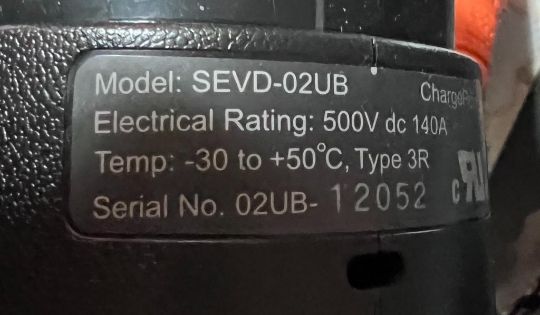 Model: SEVD-02UB
Electrical Rating: 500V dc 140A
Temp: -30 to +50°C, Type 3R
Serial No. 02UB-12052